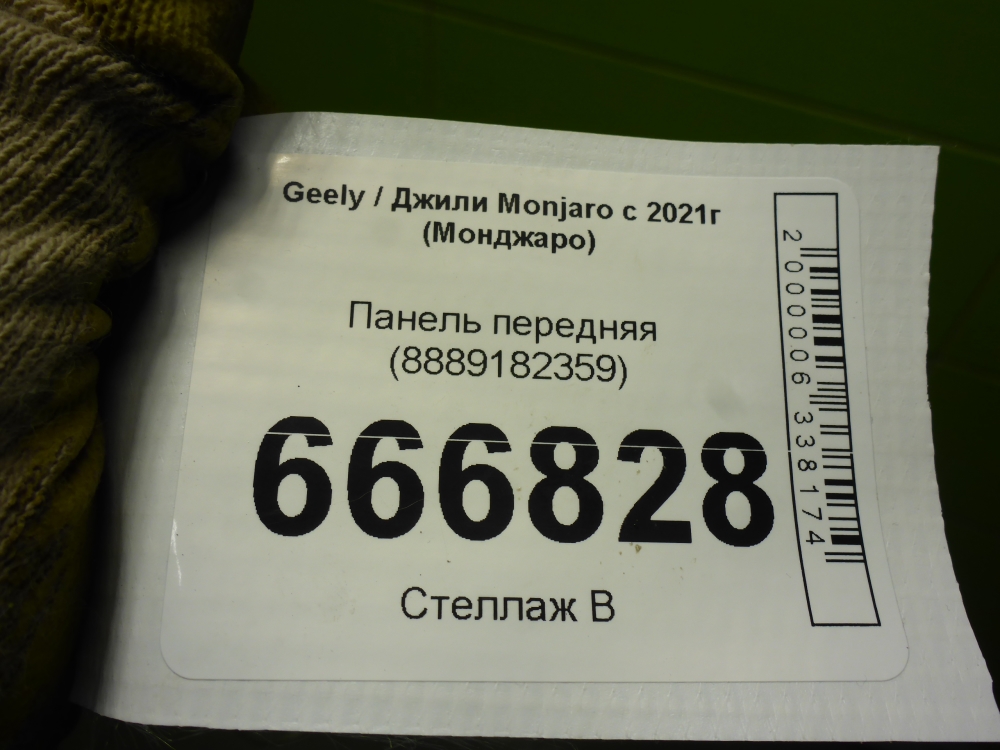 Geely / Джили Monjaro с 2021г
(Монджаро)
Панель передняя
(8889182359)
666828
Стеллаж В
2000006338174